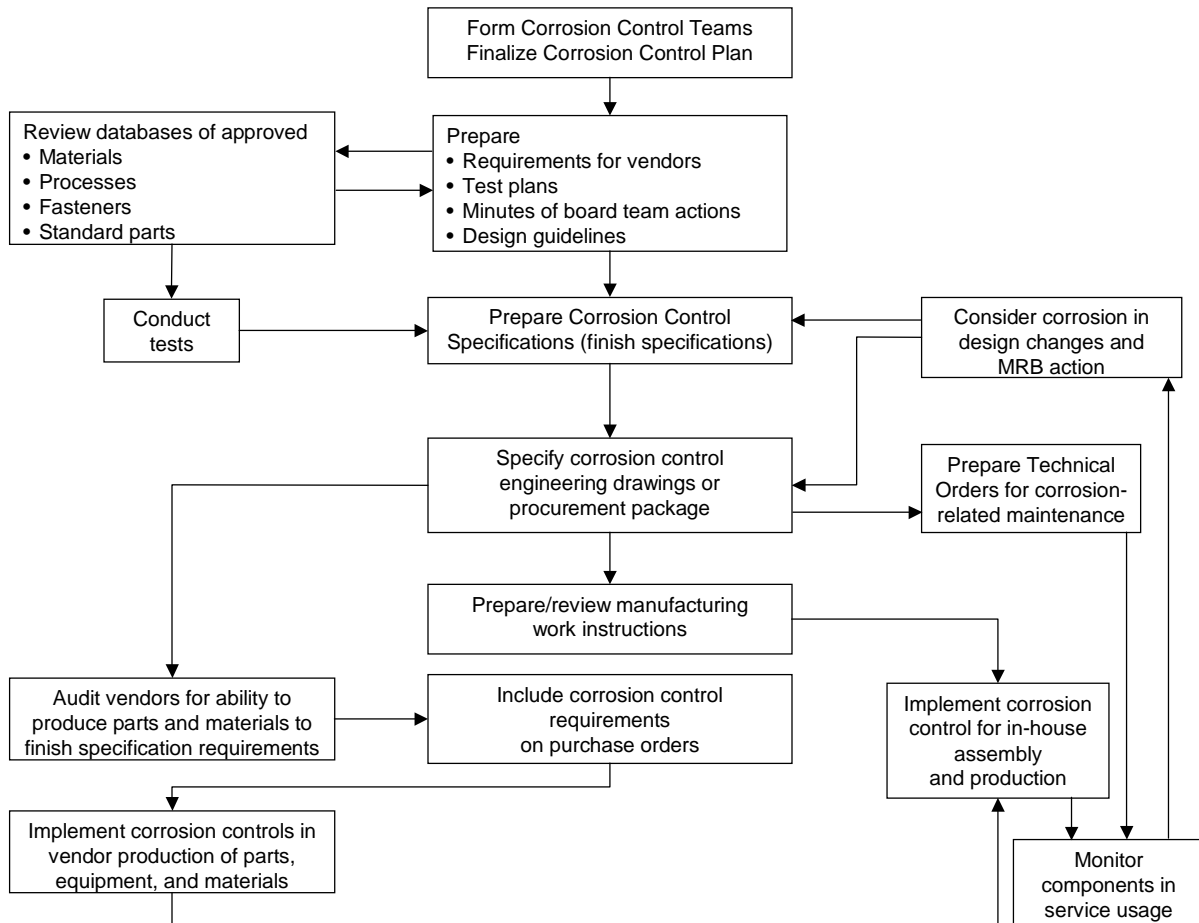 Form Corrosion Control Teams
Finalize Corrosion Control Plan
Review databases of approved
• Materials
• Processes
• Fasteners
• Standard parts
Prepare
• Requirements for vendors
• Test plans
• Minutes of board team actions
• Design guidelines
Conduct
tests
Prepare Corrosion Control
Specifications (finish specifications)
Consider corrosion in
design changes and
MRB action
Specify corrosion control
engineering drawings or
procurement package
Prepare Technical
Orders for corrosion-
related maintenance
Prepare/review manufacturing
work instructions
Audit vendors for ability to
produce parts and materials to
finish specification requirements
Include corrosion control
requirements
on purchase orders
Implement corrosion
control for in-house
assembly
and production
Implement corrosion controls in
vendor production of parts,
equipment, and materials
Monitor
components in
service usage